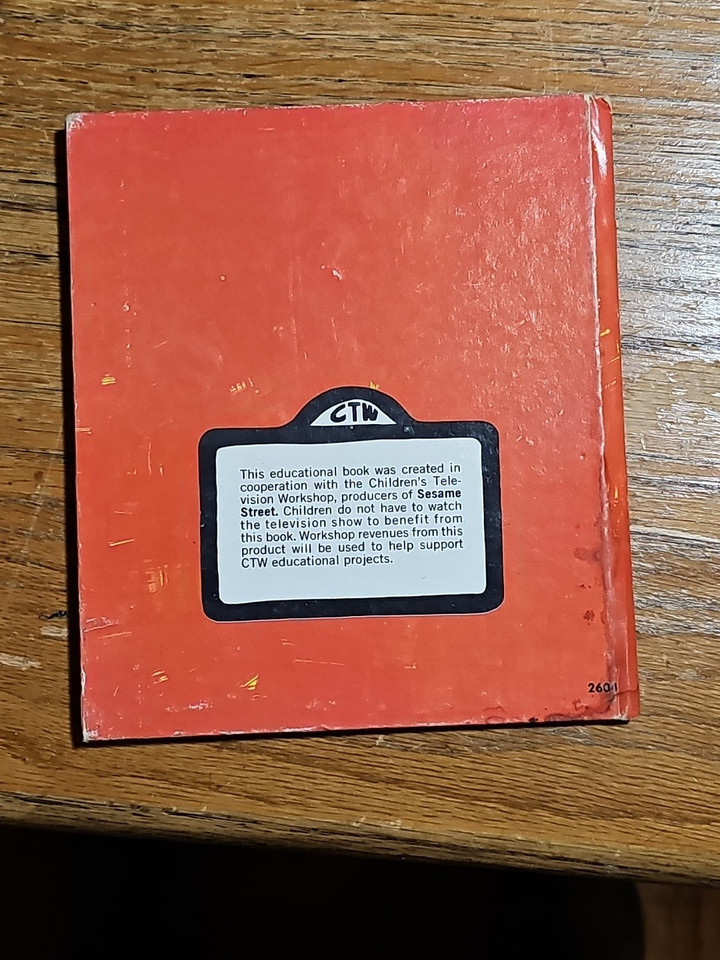 CTW
This educational book was created in
cooperation with the Children's Tele-
vision Workshop, producers of Sesame
Street. Children do not have to watch
the television show to benefit from
this book. Workshop revenues from this
product will be used to help support
CTW educational projects.
2601